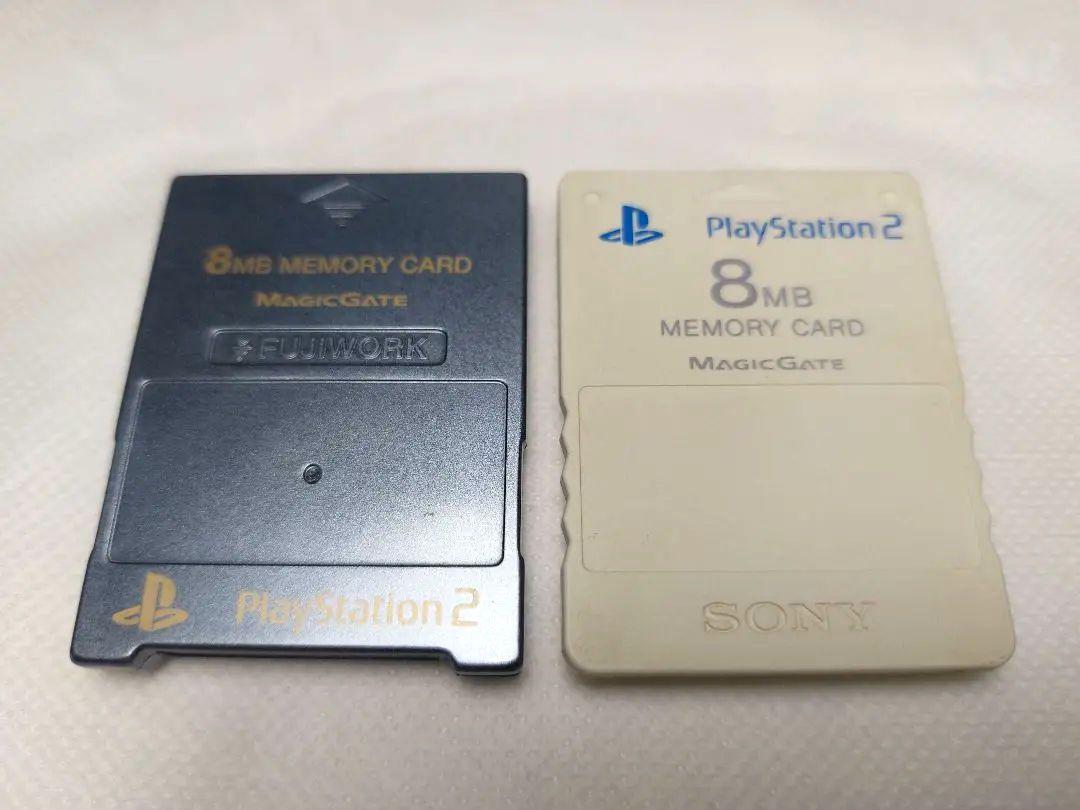 8MB MEMORY CARD
MAGICGATE
FUJIWORK
PlayStation 2
PlayStation 2
8MB
MEMORY CARD
MAGICGATE
SONY